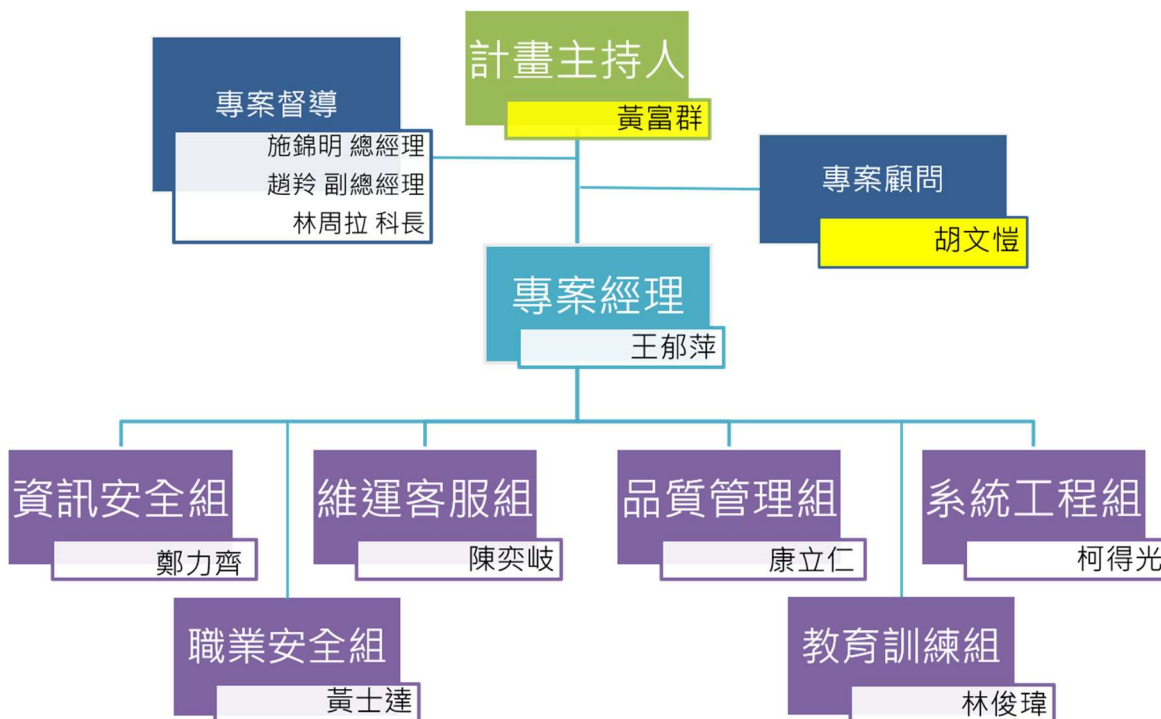 計畫主持人
黃富群
專案督導
施錦明 總經理
趙羚 副總經理
林周拉 科長
專案顧問
胡文愷
專案經理
王郁萍
資訊安全組
鄭力齊
維運客服組
陳奕岐
品質管理組
康立仁
系統工程組
柯得光
職業安全組
黃士達
教育訓練組
林俊瑋